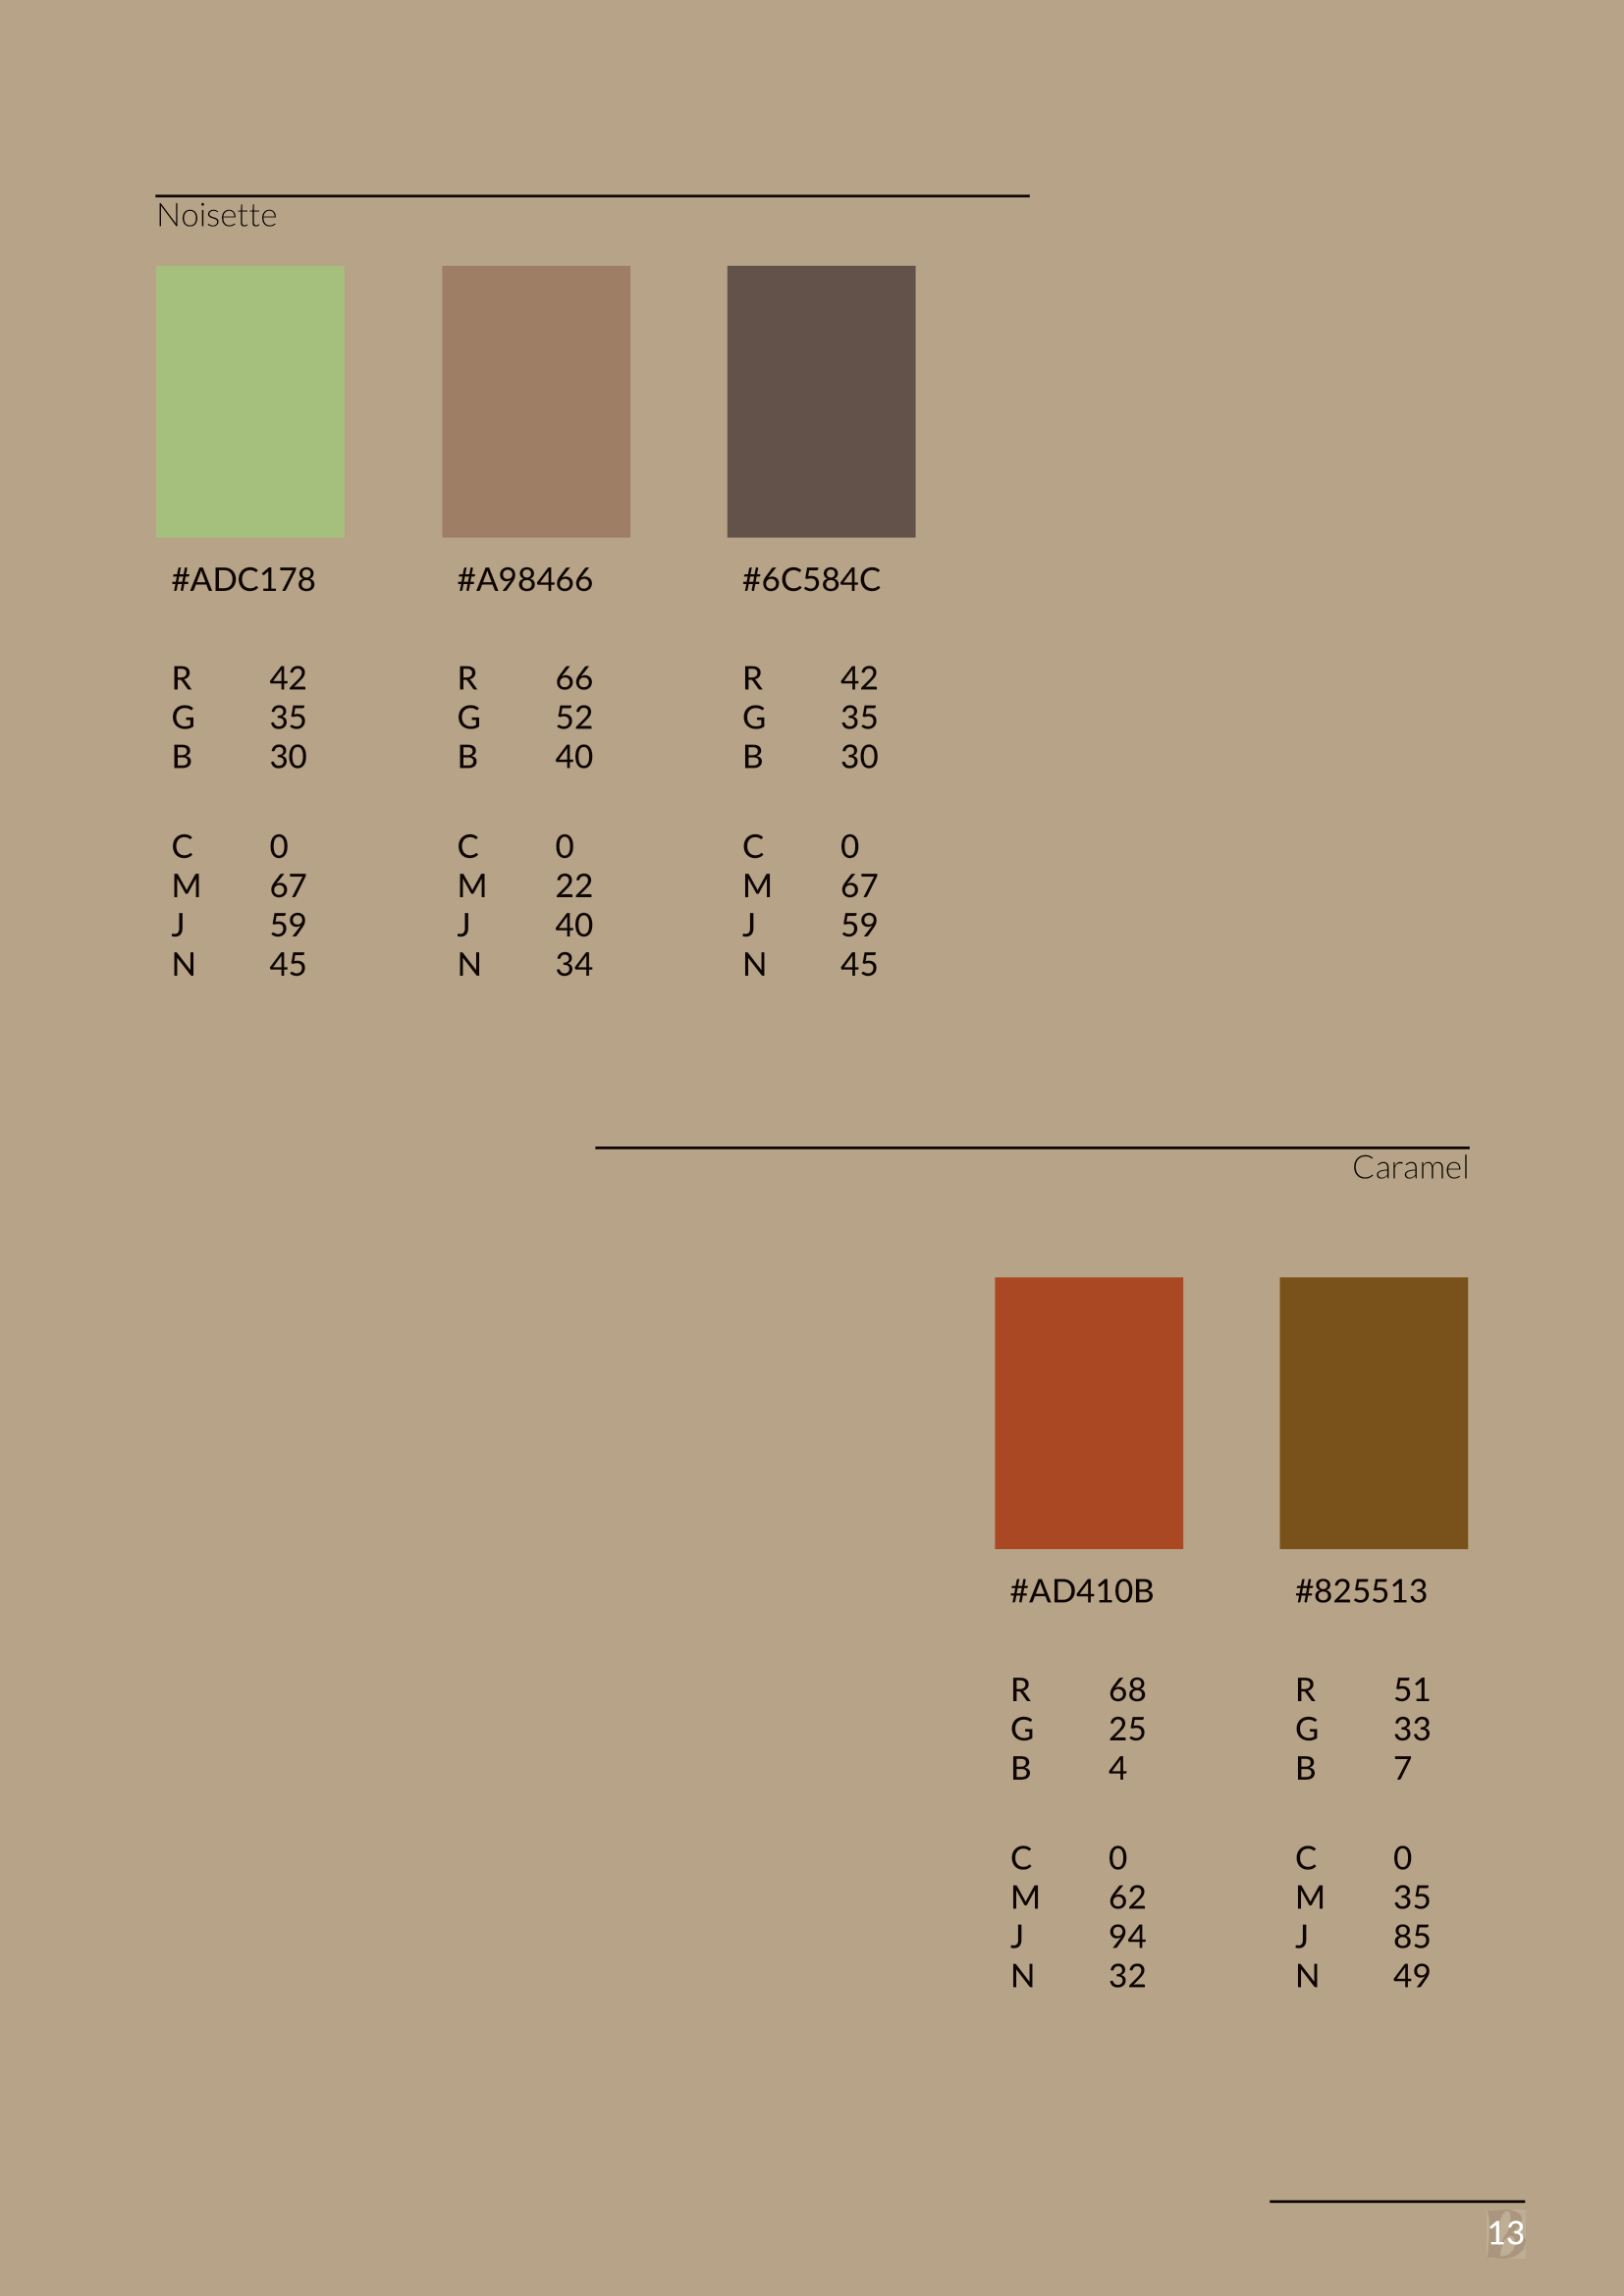 Noisette
#ADC178 #A98466 #6C584C
R 42 R 66 R 42
G 35 G 52 G 35
B 30 B 40 B 30
C 0 C 0 C 0
M 67 M 22 M 67
J 59 J 40 J 59
N 45 N 34 N 45
Caramel
#AD410B #825513
R 68 R 51
G 25 G 33
B 4 B 7
C 0 C 0
M 62 M 35
J 94 J 85
N 32 N 49
13